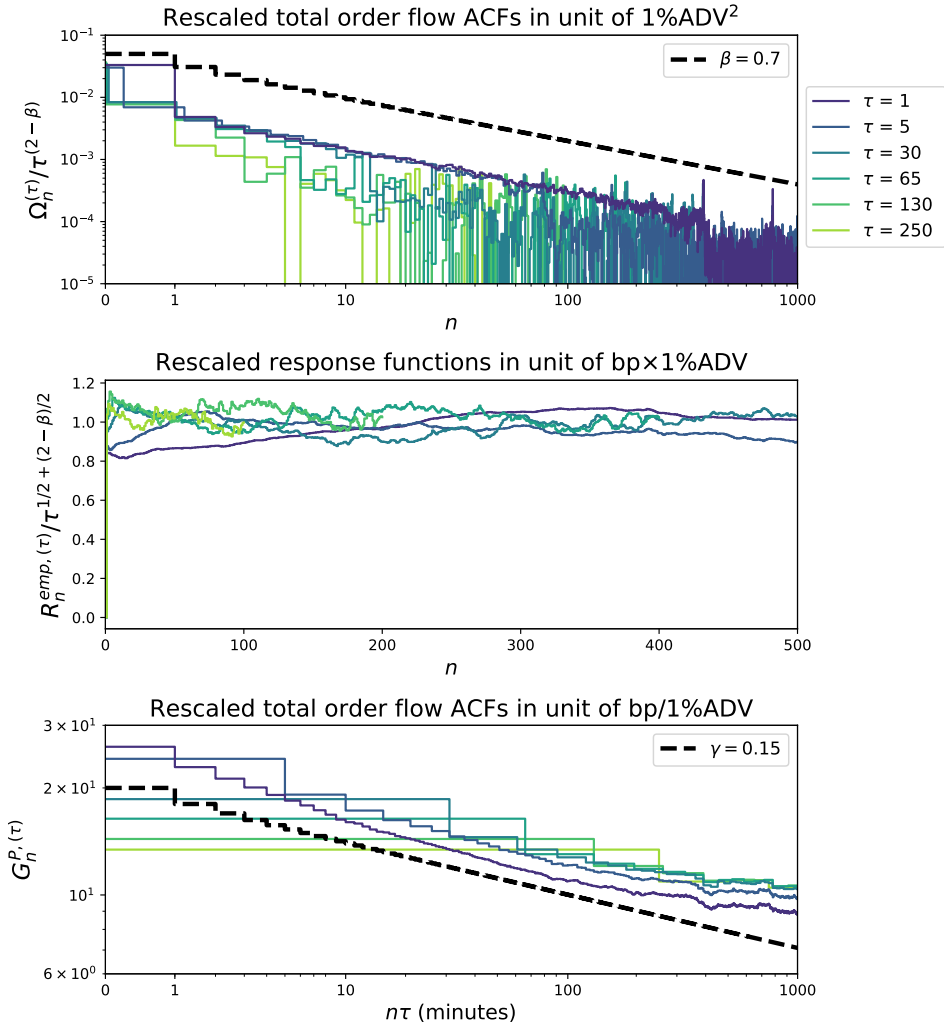 Rescaled total order flow ACFs in unit of 1%ADV²
Ωₙ^(τ)/τ^(2 − β)
10⁻¹
10⁻²
10⁻³
10⁻⁴
10⁻⁵
β = 0.7
0 1 10 100 1000
n
τ = 1
τ = 5
τ = 30
τ = 65
τ = 130
τ = 250
Rescaled response functions in unit of bp×1%ADV
Rₙ^emp, (τ)/τ^1/2 + (2 − β)/2
1.2
1.0
0.8
0.6
0.4
0.2
0.0
0 100 200 300 400 500
n
Rescaled total order flow ACFs in unit of bp/1%ADV
Gₙ^P, (τ)
3 × 10¹
2 × 10¹
10¹
6 × 10⁰
γ = 0.15
0 1 10 100 1000
nτ (minutes)